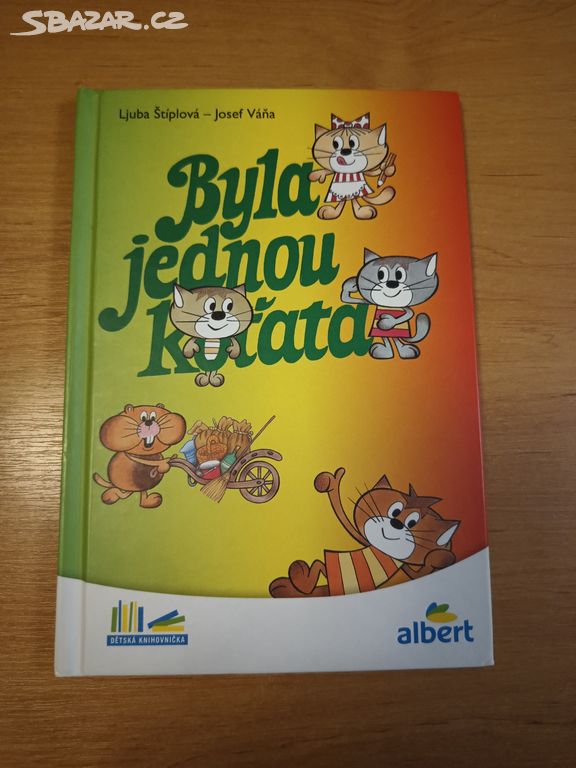 SBAZAR.CZ
Ljuba Štíplová – Josef Váňa
Byla
jednou
koťata
DĚTSKÁ KNIHOVNIČKA
albert